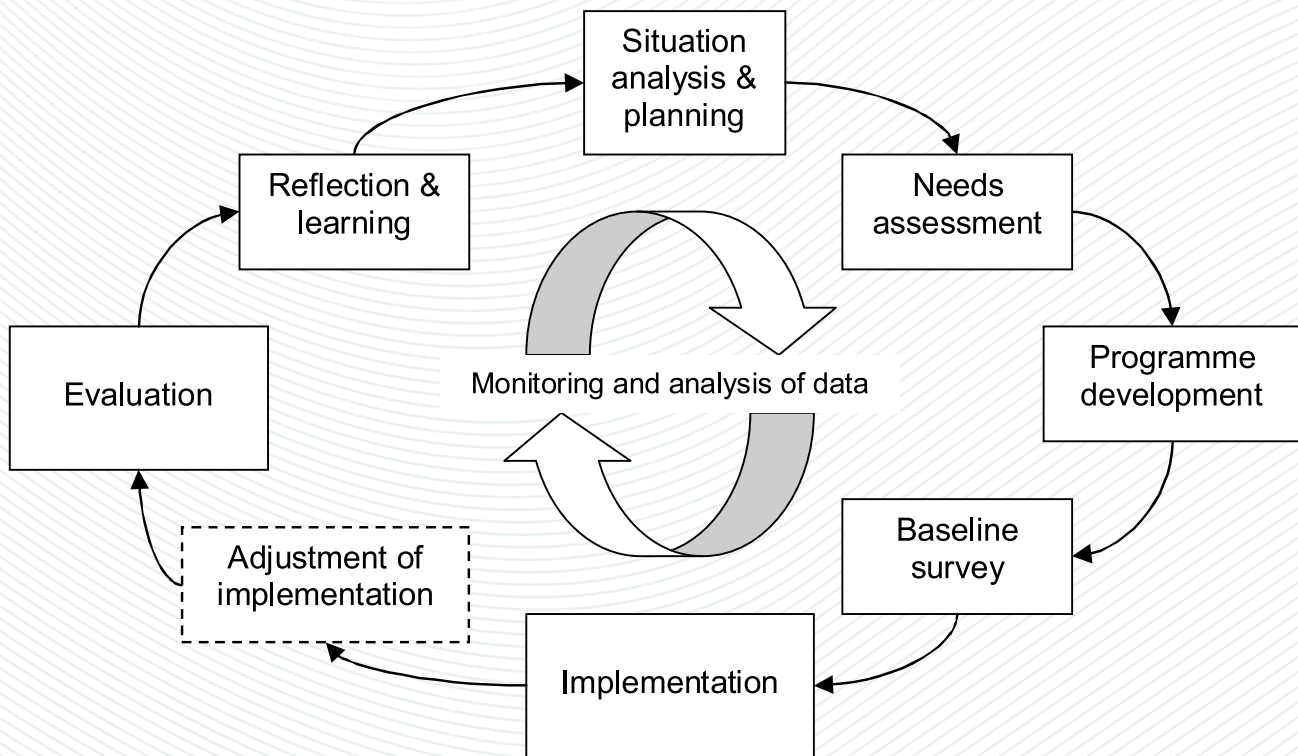 Situation
analysis &
planning
Needs
assessment
Programme
development
Baseline
survey
Implementation
Adjustment of
implementation
Evaluation
Reflection &
learning
Monitoring and analysis of data